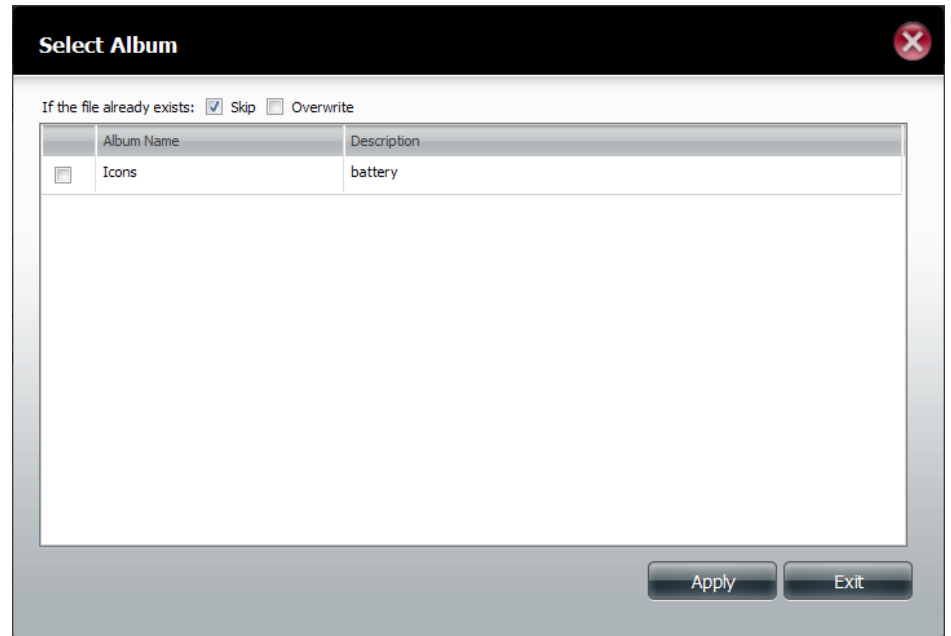 Select Album
If the file already exists: Skip Overwrite
Album Name Description
Icons battery
Apply Exit